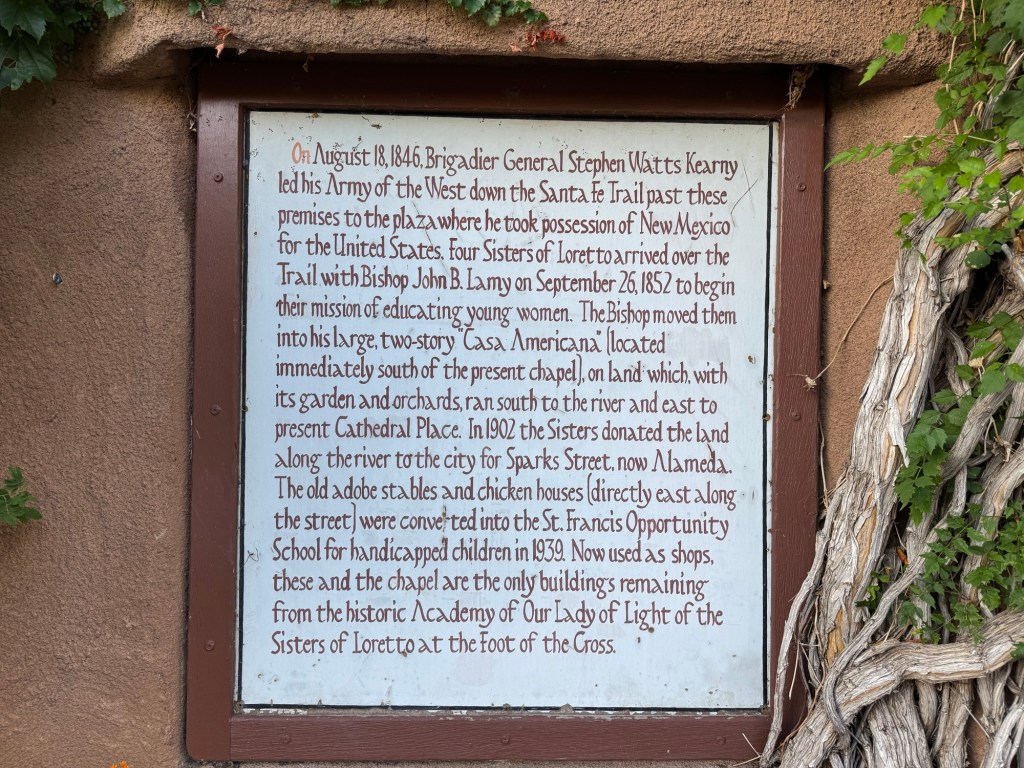 On August 18, 1846, Brigadier General Stephen Watts Kearny
led his Army of the West down the Santa Fe Trail past these
premises to the plaza where he took possession of New Mexico
for the United States. Four Sisters of Loretto arrived over the
Trail with Bishop John B. Lamy on September 26, 1852 to begin
their mission of educating young women. The Bishop moved them
into his large, two-story "Casa Americana" (located
immediately south of the present chapel), on land which, with
its garden and orchards, ran south to the river and east to
present Cathedral Place. In 1902 the Sisters donated the land
along the river to the city for Sparks Street, now Alameda.
The old adobe stables and chicken houses (directly east along
the street) were converted into the St. Francis Opportunity
School for handicapped children in 1939. Now used as shops,
these and the chapel are the only buildings remaining
from the historic Academy of Our Lady of Light of the
Sisters of Loretto at the Foot of the Cross.